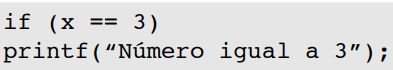 if (x == 3)
printf(“Número igual a 3”);